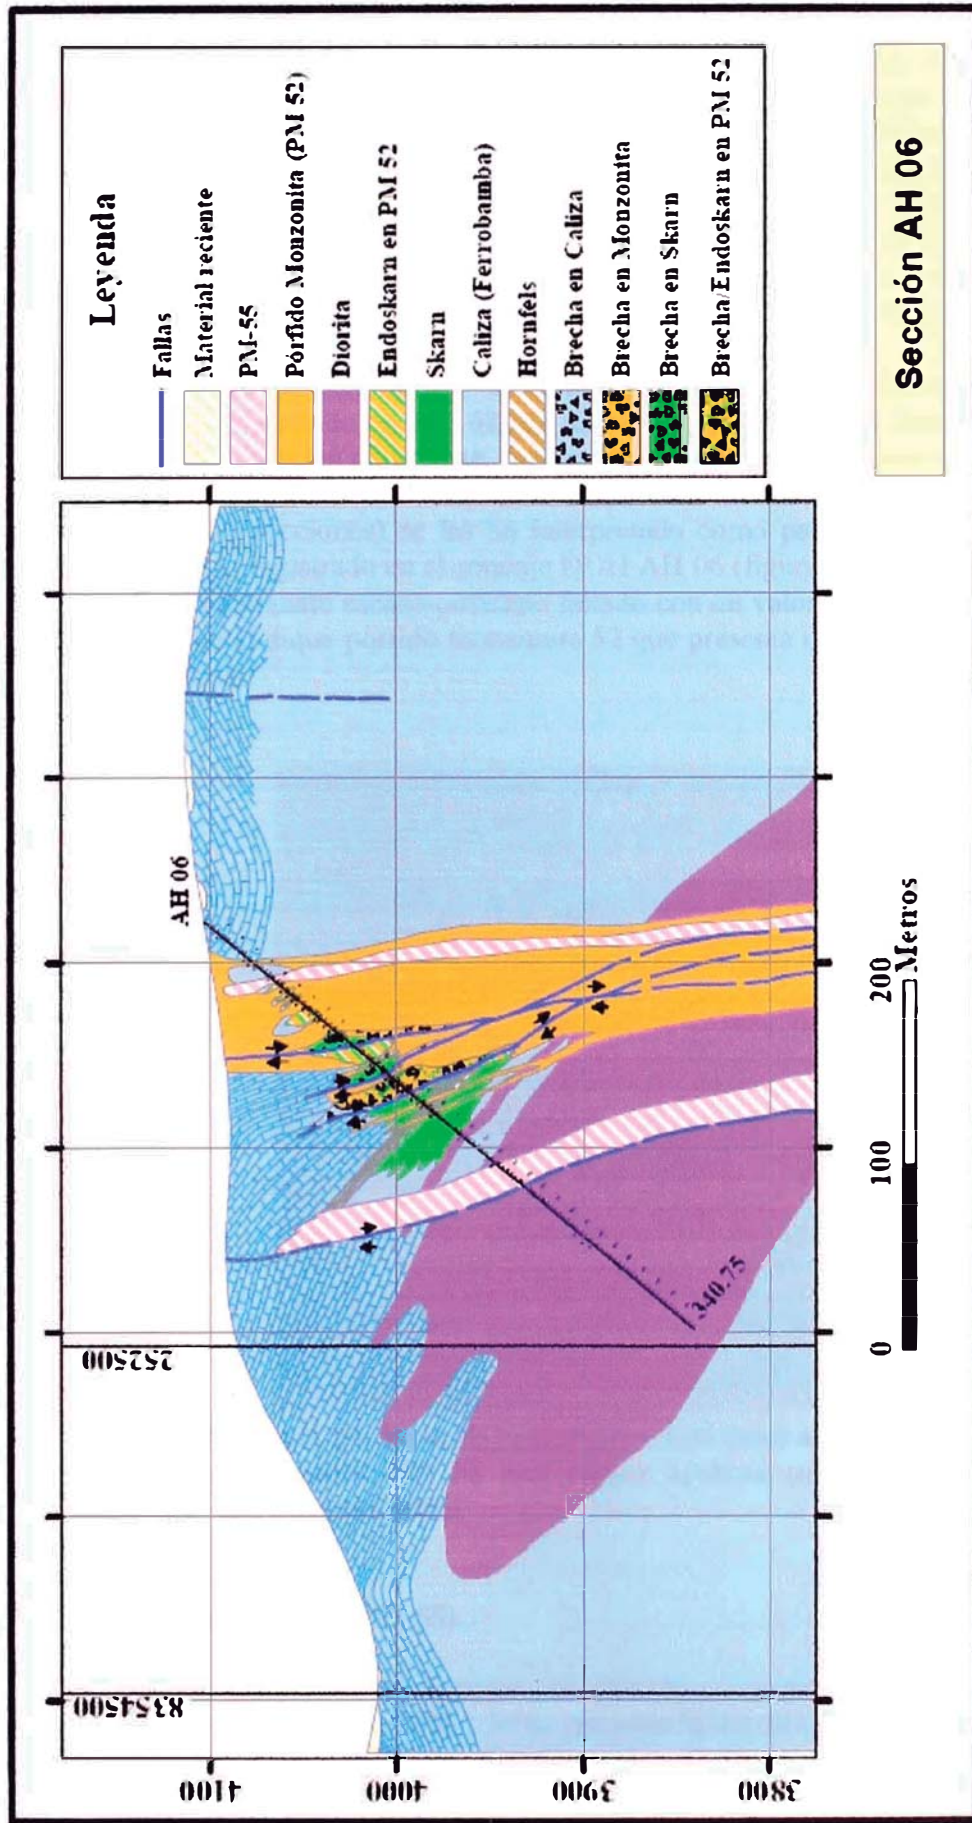 Leyenda
Fallas
Material reciente
PM-55
Pórfido Monzonita (PM 52)
Diorita
Endoskarn en PM 52
Skarn
Caliza (Ferrobamba)
Hornfels
Brecha en Caliza
Brecha en Monzonita
Brecha en Skarn
Brecha/Endoskarn en PM 52
Sección AH 06
AH 06
340.75
8354500
252500
4100
4000
3900
3800
0
100
200
Metros